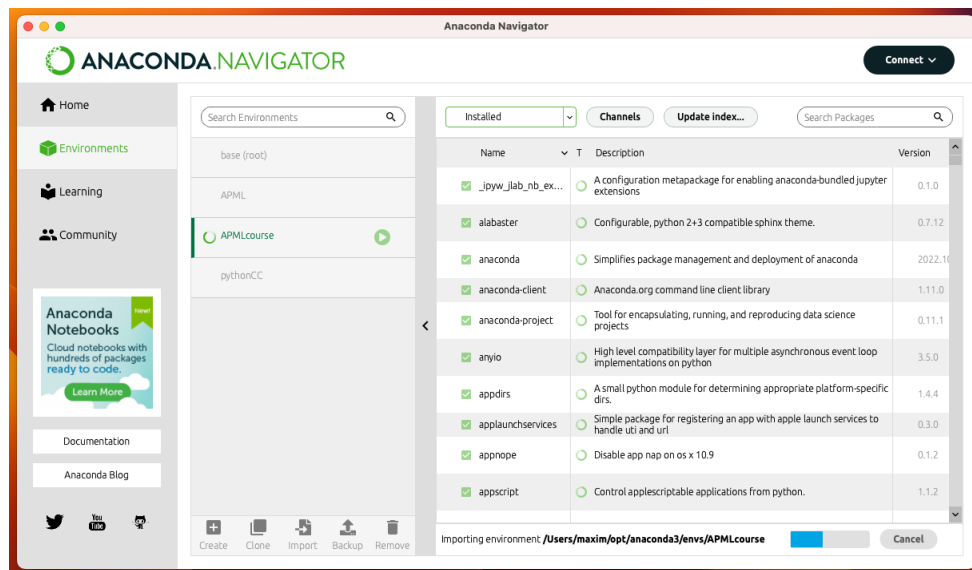 Anaconda Navigator
ANACONDA.NAVIGATOR
Connect
Home
Environments
Learning
Community
Anaconda
Notebooks
New!
Cloud notebooks with
hundreds of packages
ready to code.
Learn More
Documentation
Anaconda Blog
You
Tube
Search Environments
base (root)
APML
APMLcourse
pythonCC
Create
Clone
Import
Backup
Remove
Installed
Channels
Update index...
Search Packages
Name T Description Version
_ipyw_jlab_nb_ex... A configuration metapackage for enabling anaconda-bundled jupyter
extensions 0.1.0
alabaster Configurable, python 2+3 compatible sphinx theme. 0.7.12
anaconda Simplifies package management and deployment of anaconda 2022.10
anaconda-client Anaconda.org command line client library 1.11.0
anaconda-project Tool for encapsulating, running, and reproducing data science
projects 0.11.1
anyio High level compatibility layer for multiple asynchronous event loop
implementations on python 3.5.0
appdirs A small python module for determining appropriate platform-specific
dirs. 1.4.4
applaunchservices Simple package for registering an app with apple launch services to
handle uti and url 0.3.0
appnope Disable app nap on os x 10.9 0.1.2
appscript Control applescriptable applications from python. 1.1.2
Importing environment /Users/maxim/opt/anaconda3/envs/APMLcourse
Cancel